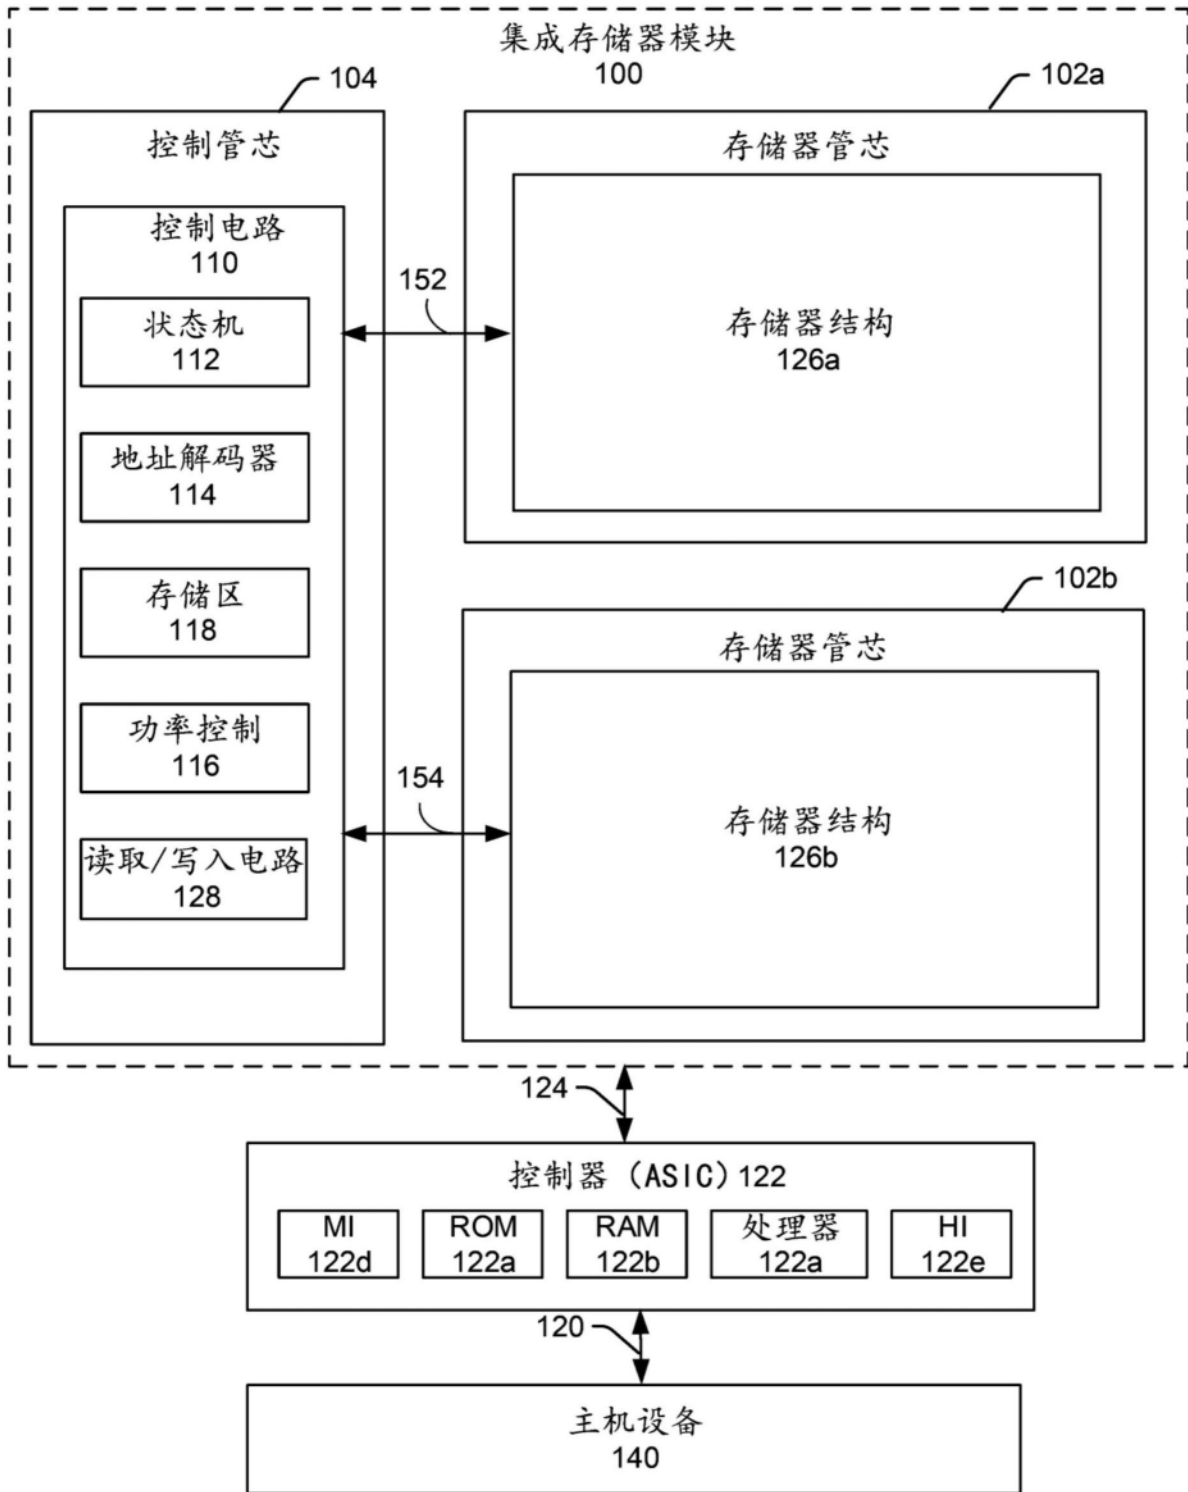 集成存储器模块
100
104
控制管芯
控制电路
110
状态机
112
地址解码器
114
存储区
118
功率控制
116
读取/写入电路
128
152
154
102a
存储器管芯
存储器结构
126a
102b
存储器管芯
存储器结构
126b
124
控制器(ASIC)122
MI
122d
ROM
122a
RAM
122b
处理器
122a
HI
122e
120
主机设备
140